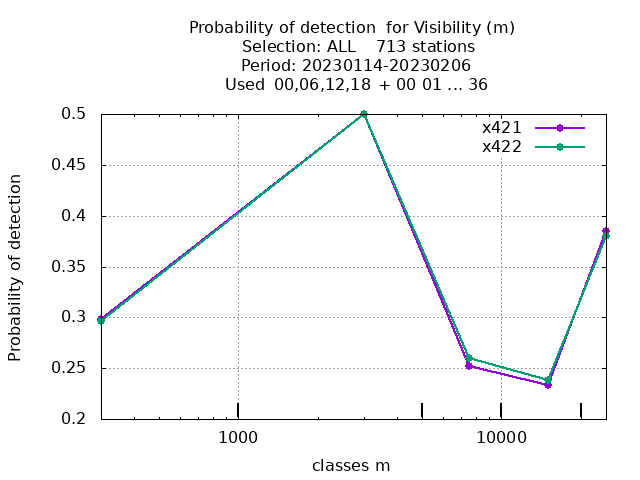 Probability of detection  for Visibility (m)
Selection: ALL    713 stations
Period: 20230114-20230206
Used  00,06,12,18  + 00 01 ... 36
x421
x422
0.5
0.45
0.4
0.35
0.3
0.25
0.2
Probability of detection
1000
10000
classes m